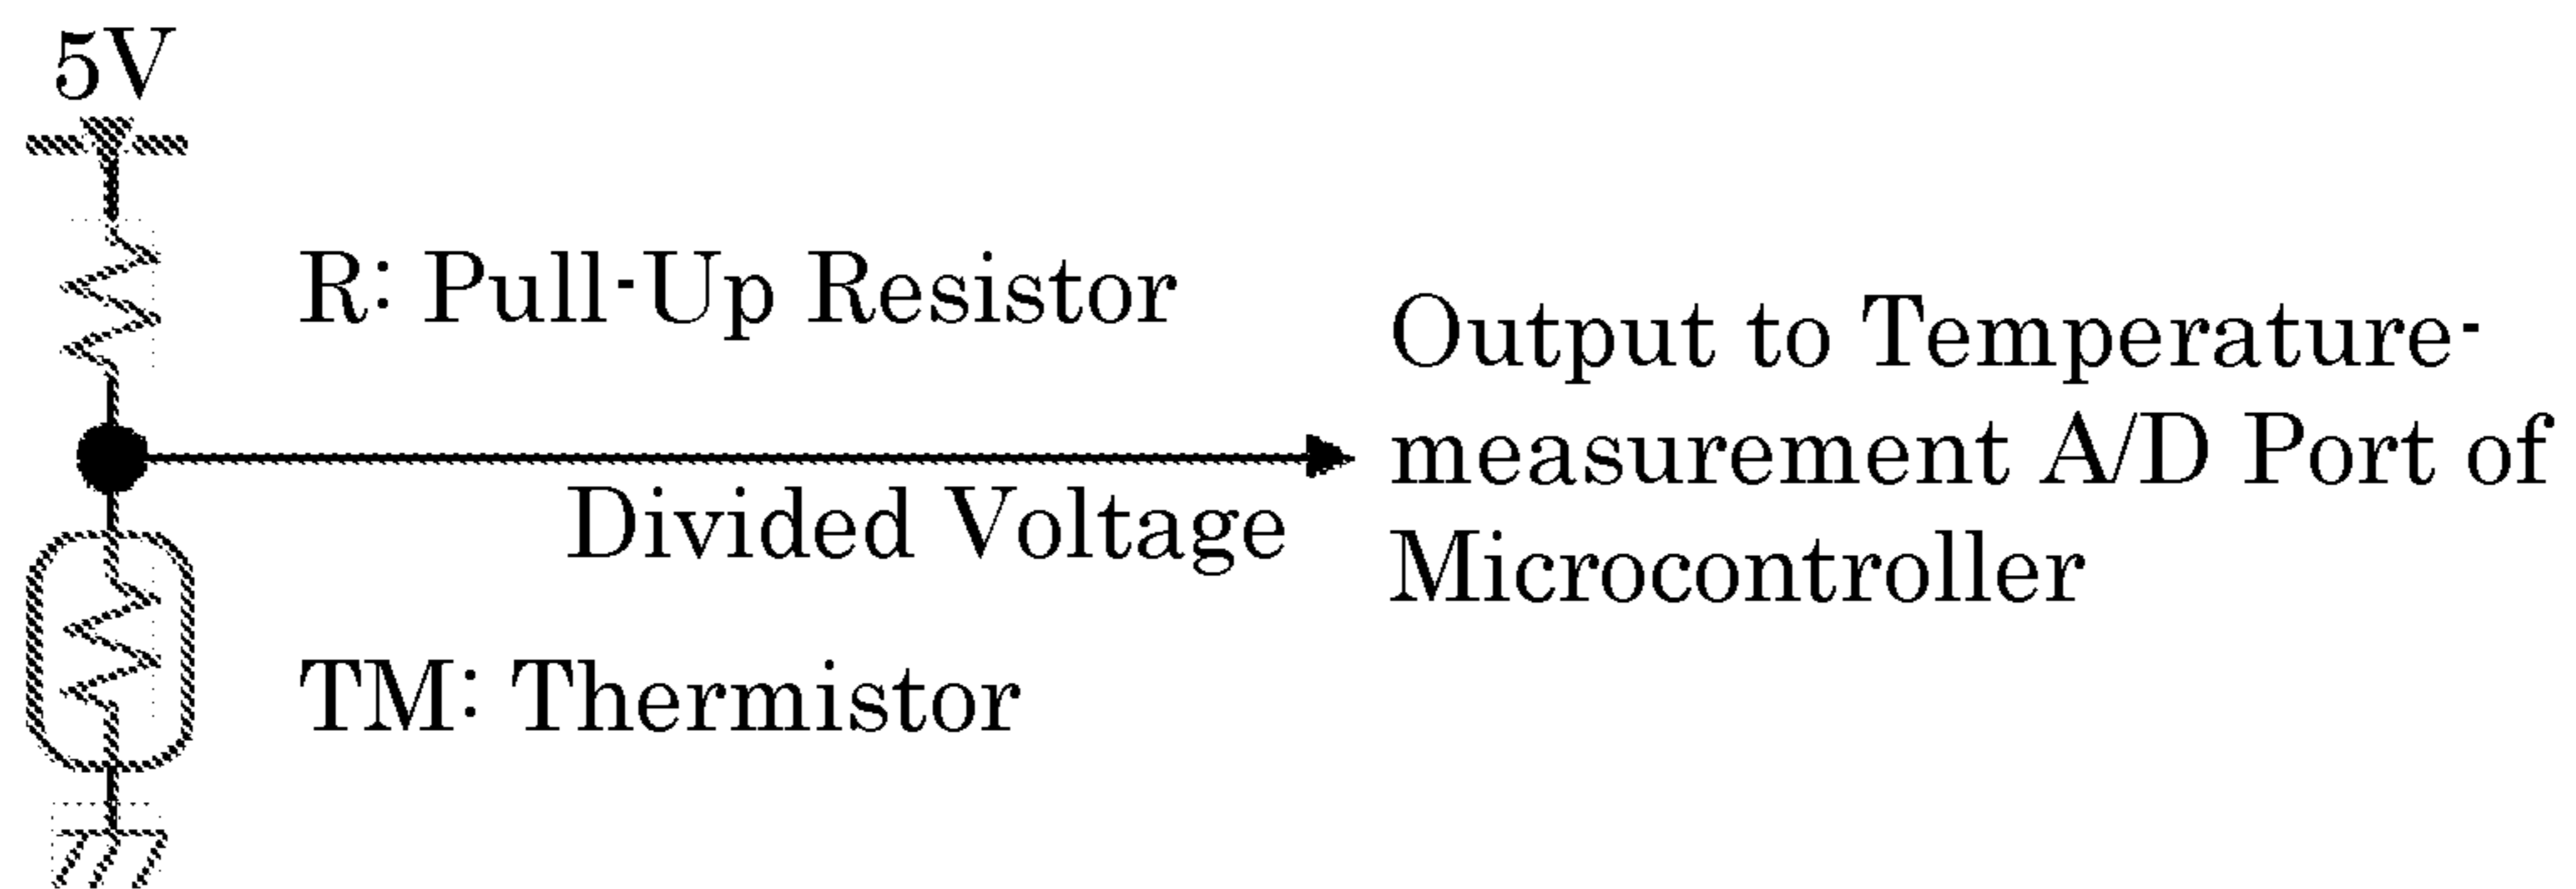 5V
R: Pull-Up Resistor
Output to Temperature-
measurement A/D Port of
Microcontroller
Divided Voltage
TM: Thermistor